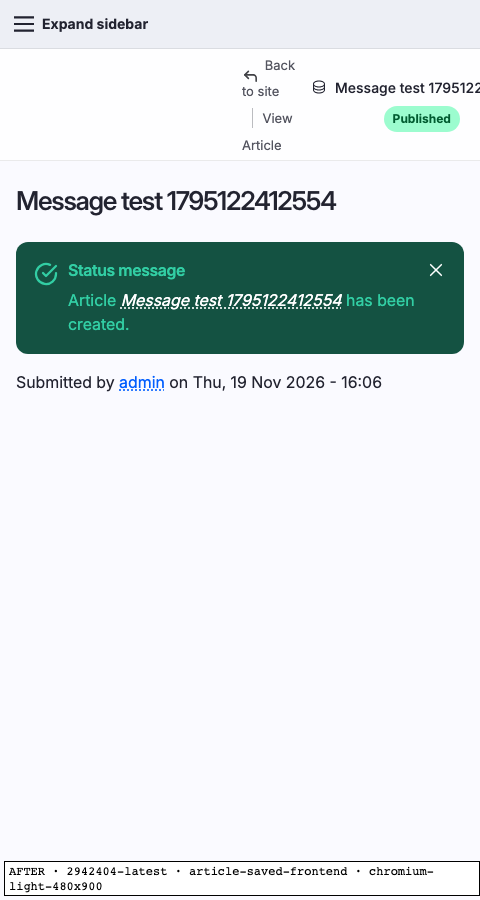 Expand sidebar
Back
to site
View
Article
Message test 179512
Published
Message test 1795122412554
Status message
Article Message test 1795122412554 has been
created.
Submitted by admin on Thu, 19 Nov 2026 - 16:06
AFTER · 2942404-latest · article-saved-frontend · chromium-
light-480x900